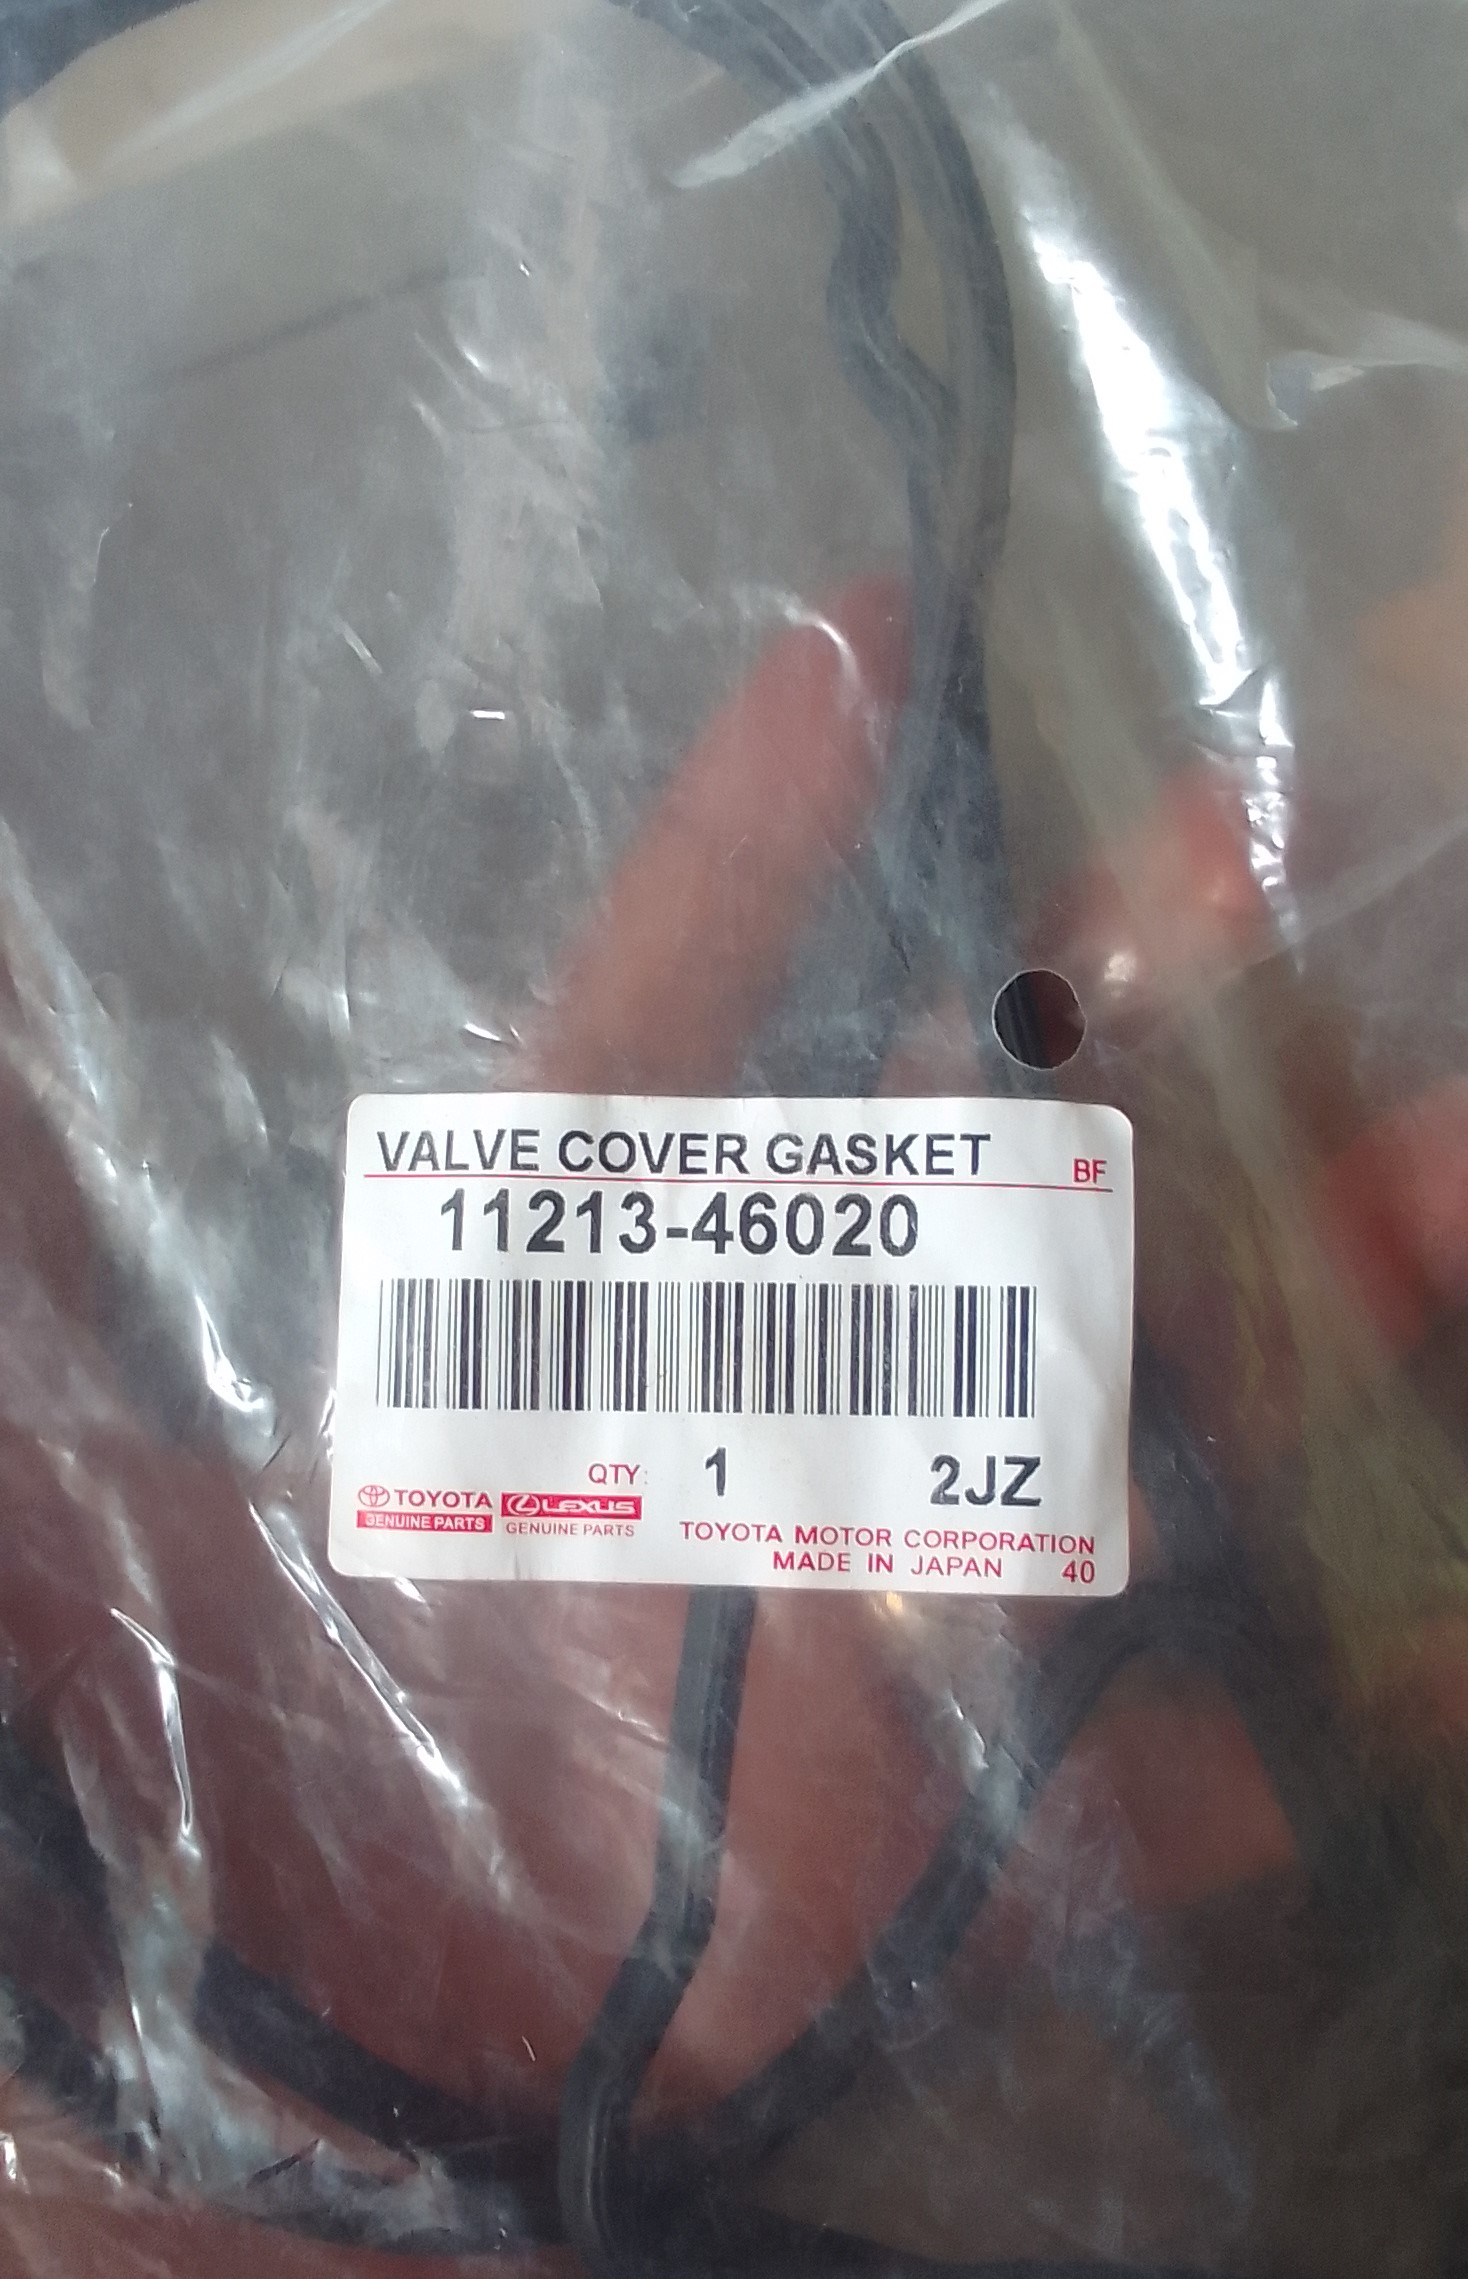 VALVE COVER GASKET BF
11213-46020
QTY: 1 2JZ
TOYOTA LEXUS
GENUINE PARTS GENUINE PARTS
TOYOTA MOTOR CORPORATION
MADE IN JAPAN 40